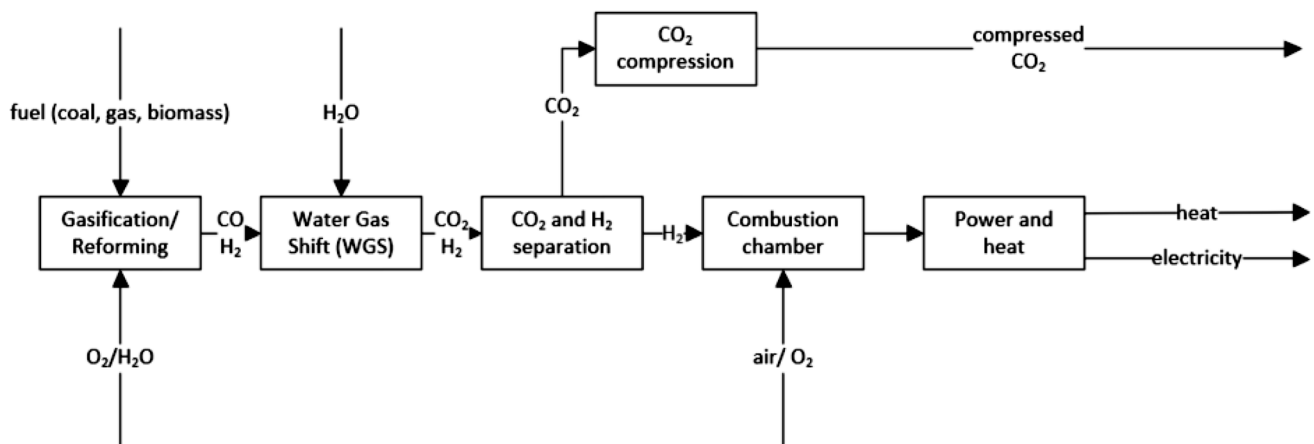 CO₂
compression
compressed
CO₂
fuel (coal, gas, biomass)
H₂O
CO₂
Gasification/
Reforming
CO
H₂
Water Gas
Shift (WGS)
CO₂
H₂
CO₂ and H₂
separation
H₂
Combustion
chamber
Power and
heat
heat
electricity
O₂/H₂O
air/ O₂